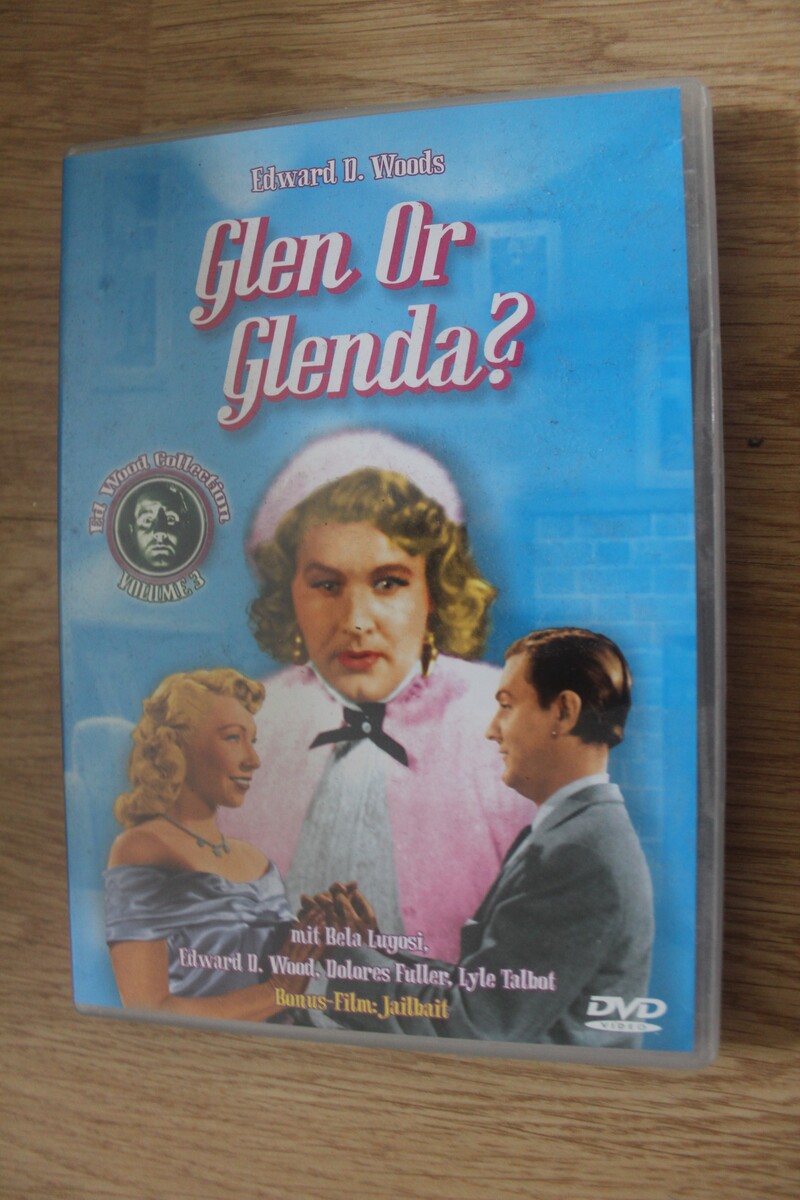 Edward D. Woods
Glen Or
Glenda?
Ed Wood Collection
VOLUME 3
mit Bela Lugosi,
Edward D. Wood, Dolores Fuller, Lyle Talbot
Bonus-Film: Jailbait
DVD
VIDEO